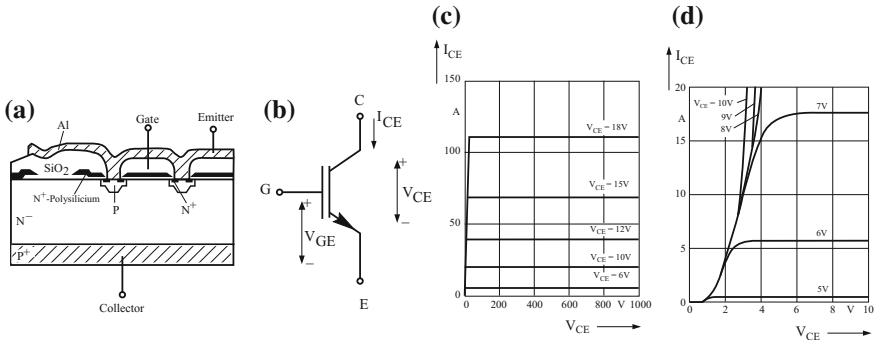 (a)
Al
Gate
Emitter
SiO2
N+-Polysilicium
P
N+
N−
P+
Collector
(b)
C
ICE
G
+
VCE
−
+
VGE
−
E
(c)
ICE
150
A
100
50
0
VCE = 18V
VCE = 15V
VCE = 12V
VCE = 10V
VCE = 6V
0 200 400 600 800 V 1000
VCE
(d)
ICE
20
A
15
10
5
0
VCE = 10V
9V
8V
7V
6V
5V
0 2 4 6 8 V 10
VCE